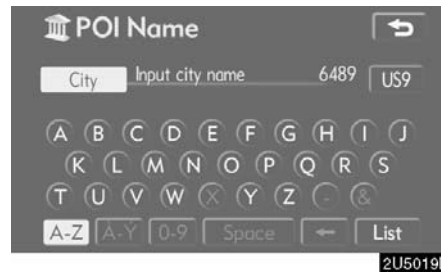 POI Name
City Input city name 6489 US9
A B C D E F G H I J
K L M N O P Q R S
T U V W X Y Z - &
A-Z À-Ý 0-9 Space ← List
2U5019